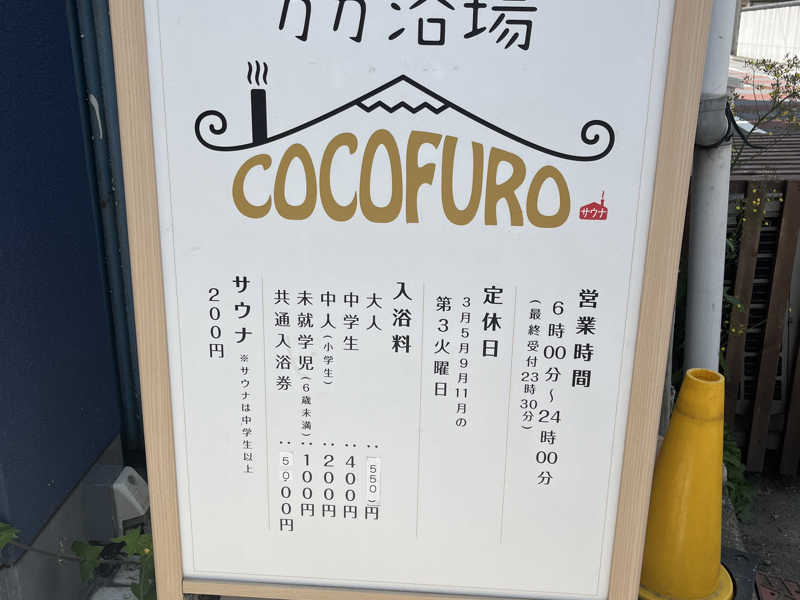 浴場
COCOFURO
サウナ
営業時間
6時00分～24時00分
(最終受付23時30分)
定休日
3月5月9月11月の
第3火曜日
入浴料
大人 : 550円
中学生 : 400円
中人(小学生) : 200円
未就学児(6歳未満) : 100円
共通入浴券 : 5000円
サウナ ※サウナは中学生以上
200円